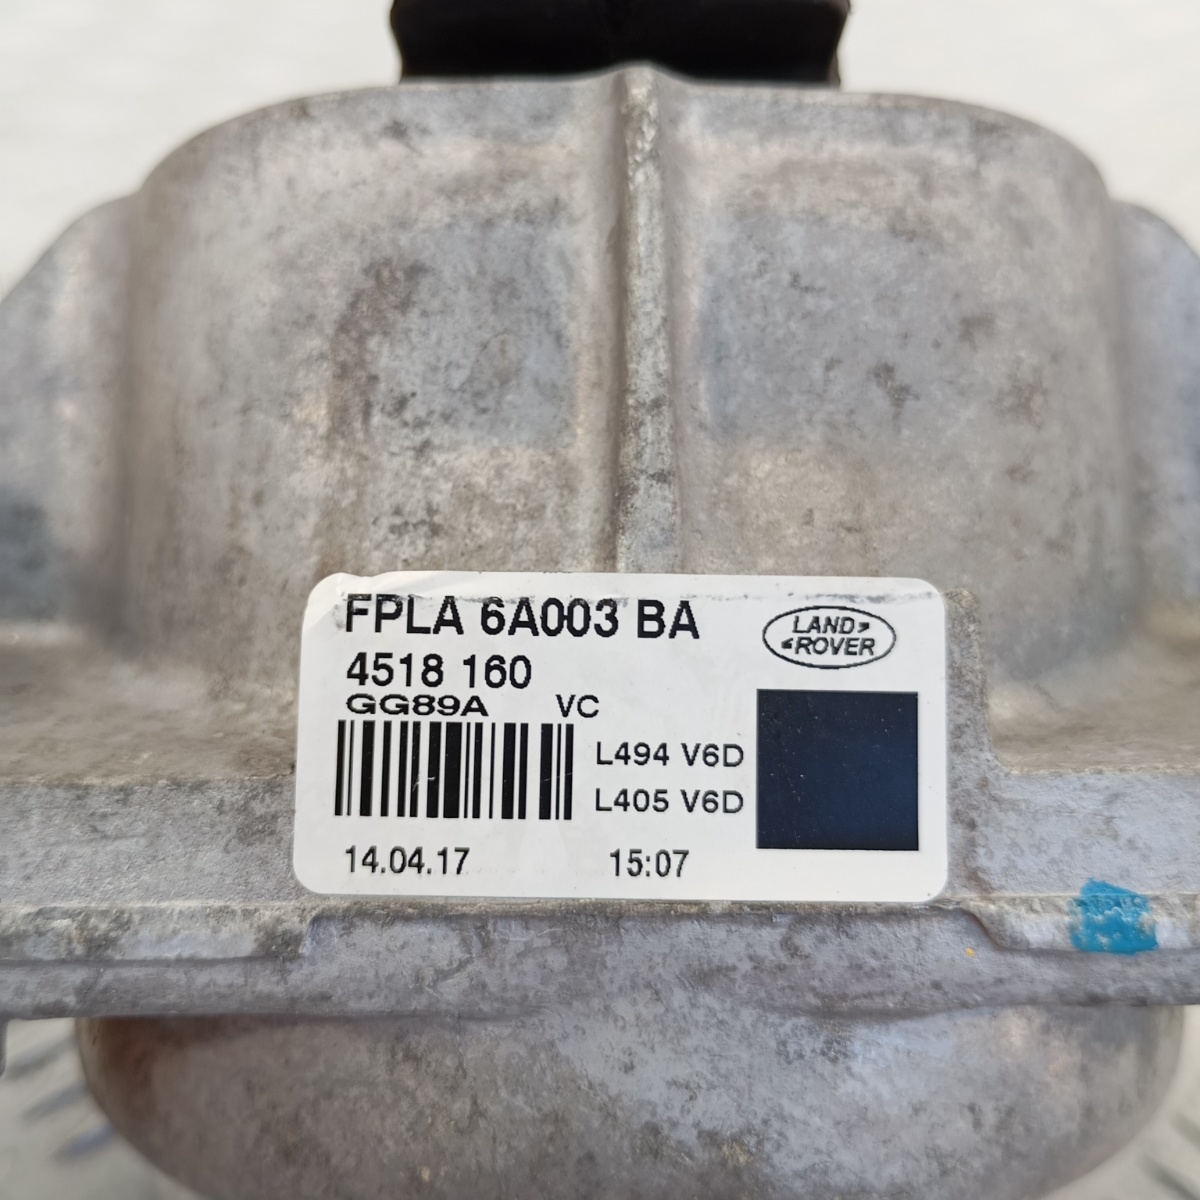 FPLA 6A003 BA
LAND
ROVER
4518 160
GG89A VC
L494 V6D
L405 V6D
14.04.17 15:07